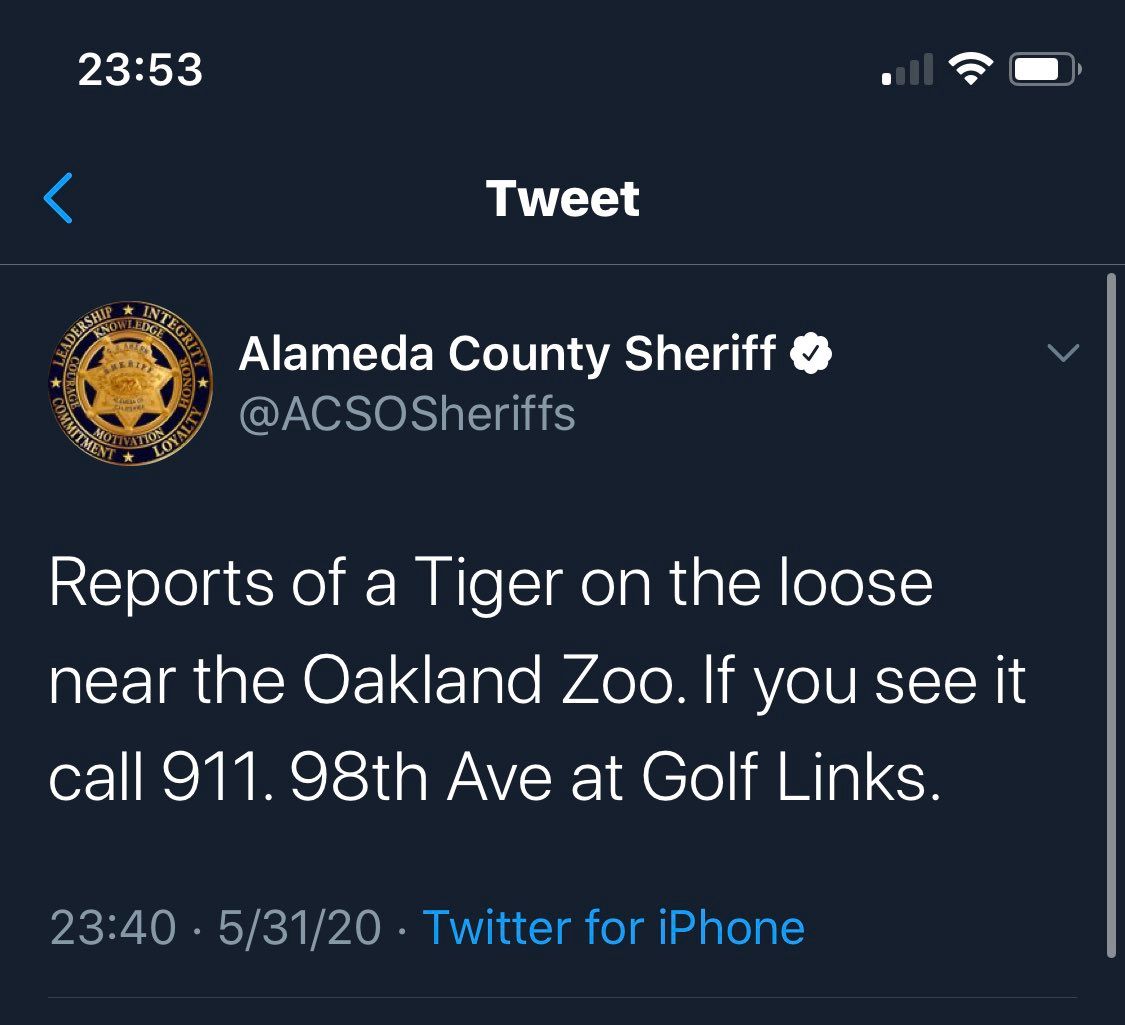 23:53
Tweet
LEADERSHIP ★ INTEGRITY
KNOWLEDGE
COURAGE
HONOR
SHERIFF
MOTIVATION
COMMITMENT ★ LOYALTY
Alameda County Sheriff
@ACSOSheriffs
Reports of a Tiger on the loose
near the Oakland Zoo. If you see it
call 911. 98th Ave at Golf Links.
23:40 · 5/31/20 · Twitter for iPhone